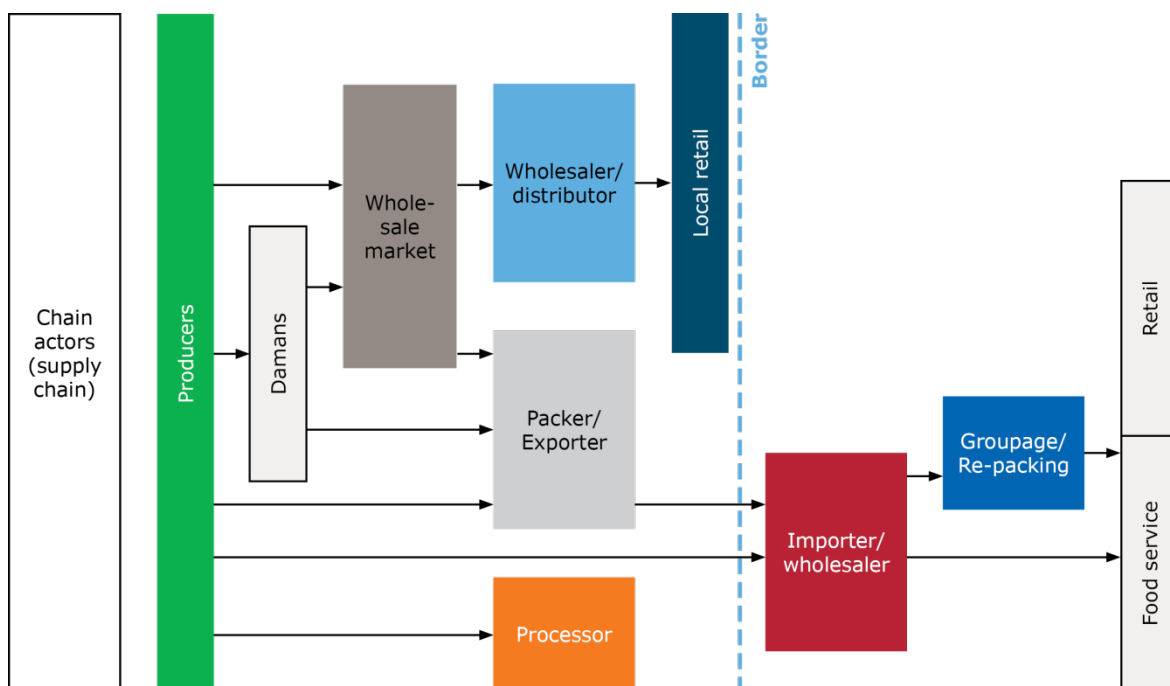 Chain
actors
(supply
chain)
Producers
Damans
Whole-
sale
market
Wholesaler/
distributor
Packer/
Exporter
Processor
Local retail
Border
Importer/
wholesaler
Groupage/
Re-packing
Retail
Food service